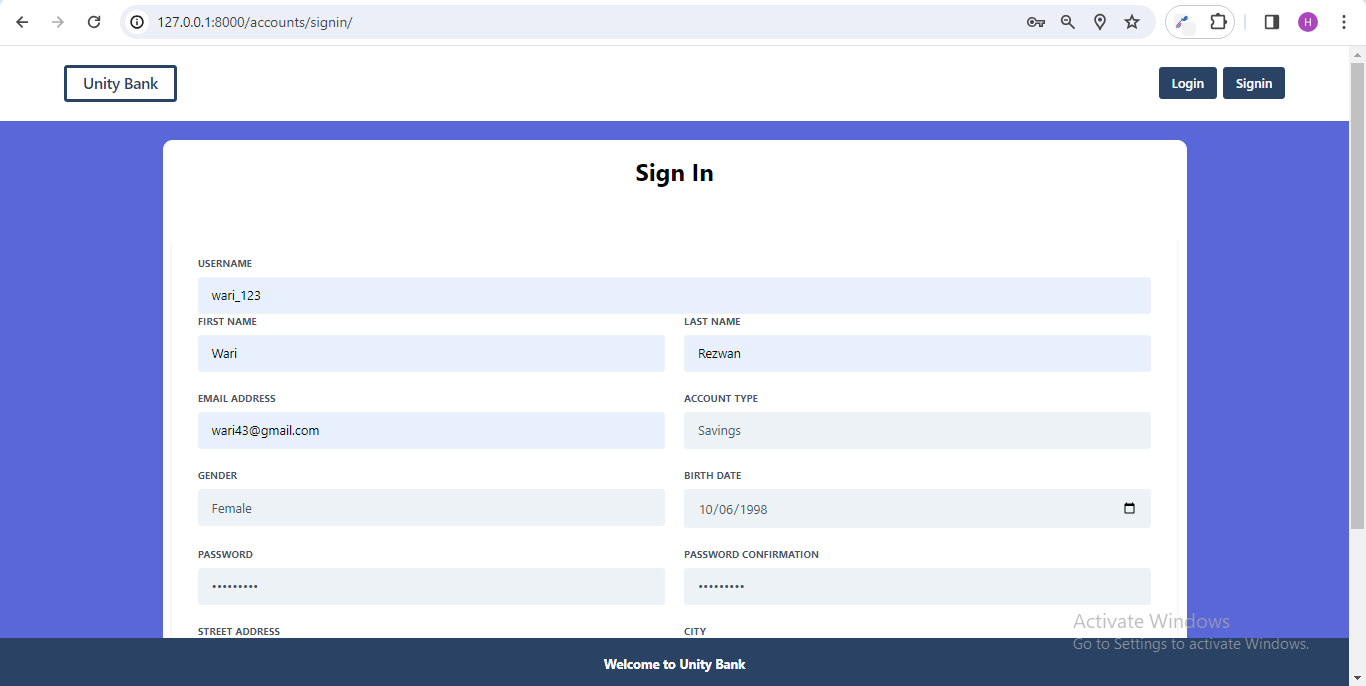 127.0.0.1:8000/accounts/signin/
H
Unity Bank
Login Signin
Sign In
USERNAME
wari_123
FIRST NAME LAST NAME
Wari Rezwan
EMAIL ADDRESS ACCOUNT TYPE
wari43@gmail.com Savings
GENDER BIRTH DATE
Female 10/06/1998
PASSWORD PASSWORD CONFIRMATION
••••••••• •••••••••
STREET ADDRESS CITY
Activate Windows
Go to Settings to activate Windows.
Welcome to Unity Bank